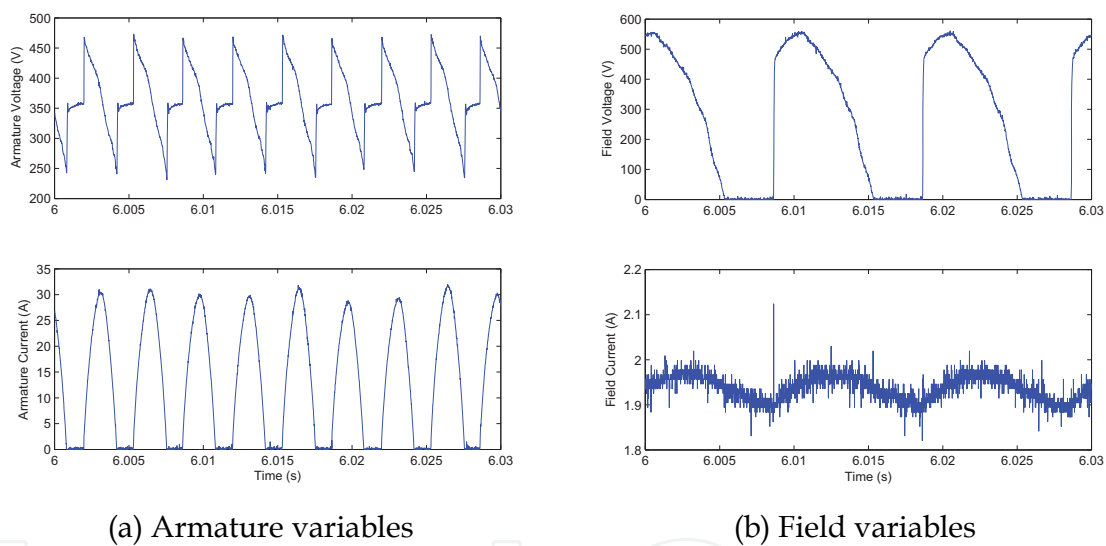 500
450
400
350
300
250
200
Armature Voltage (V)
6 6.005 6.01 6.015 6.02 6.025 6.03
35
30
25
20
15
10
5
0
Armature Current (A)
6 6.005 6.01 6.015 6.02 6.025 6.03
Time (s)
(a) Armature variables
600
500
400
300
200
100
0
Field Voltage (V)
6 6.005 6.01 6.015 6.02 6.025 6.03
2.2
2.1
2
1.9
1.8
Field Current (A)
6 6.005 6.01 6.015 6.02 6.025 6.03
Time (s)
(b) Field variables